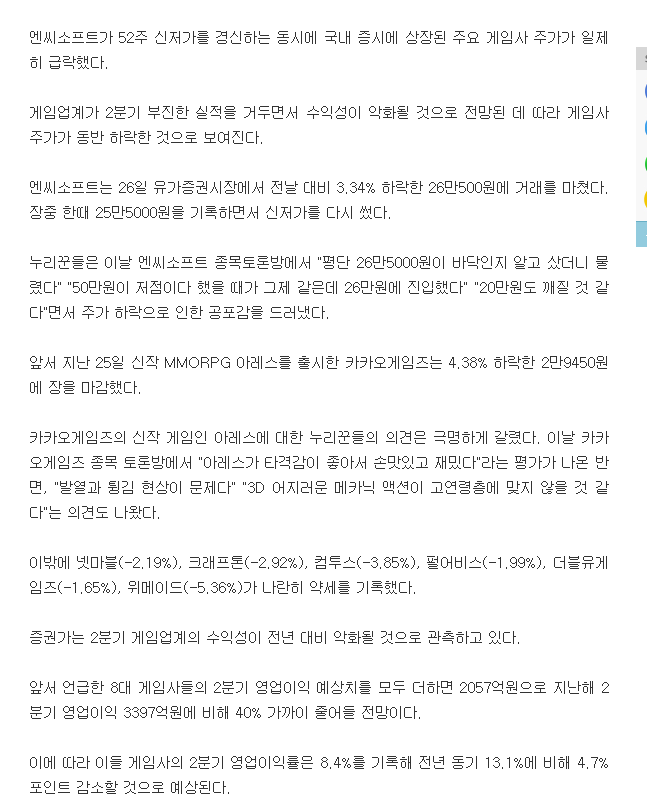 엔씨소프트가 52주 신저가를 경신하는 동시에 국내 증시에 상장된 주요 게임사 주가가 일제
히 급락했다.
게임업계가 2분기 부진한 실적을 거두면서 수익성이 악화될 것으로 전망된 데 따라 게임사
주가가 동반 하락한 것으로 보여진다.
엔씨소프트는 26일 유가증권시장에서 전날 대비 3.34% 하락한 26만500원에 거래를 마쳤다.
장중 한때 25만5000원을 기록하면서 신저가를 다시 썼다.
누리꾼들은 이날 엔씨소프트 종목토론방에서 "평단 26만5000원이 바닥인지 알고 샀더니 물
렸다" "50만원이 저점이다 했을 때가 그제 같은데 26만원에 진입했다" "20만원도 깨질 것 같
다"면서 주가 하락으로 인한 공포감을 드러냈다.
앞서 지난 25일 신작 MMORPG 아레스를 출시한 카카오게임즈는 4.38% 하락한 2만9450원
에 장을 마감했다.
카카오게임즈의 신작 게임인 아레스에 대한 누리꾼들의 의견은 극명하게 갈렸다. 이날 카카
오게임즈 종목 토론방에서 "아레스가 타격감이 좋아서 손맛있고 재밌다"라는 평가가 나온 반
면, "발열과 튕김 현상이 문제다" "3D 어지러운 메카닉 액션이 고연령층에 맞지 않을 것 같
다"는 의견도 나왔다.
이밖에 넷마블(-2.19%), 크래프톤(-2.92%), 컴투스(-3.85%), 펄어비스(-1.99%), 더블유게
임즈(-1.65%), 위메이드(-5.36%)가 나란히 약세를 기록했다.
증권가는 2분기 게임업계의 수익성이 전년 대비 악화될 것으로 관측하고 있다.
앞서 언급한 8대 게임사들의 2분기 영업이익 예상치를 모두 더하면 2057억원으로 지난해 2
분기 영업이익 3397억원에 비해 40% 가까이 줄어들 전망이다.
이에 따라 이들 게임사의 2분기 영업이익률은 8.4%를 기록해 전년 동기 13.1%에 비해 4.7%
포인트 감소할 것으로 예상된다.